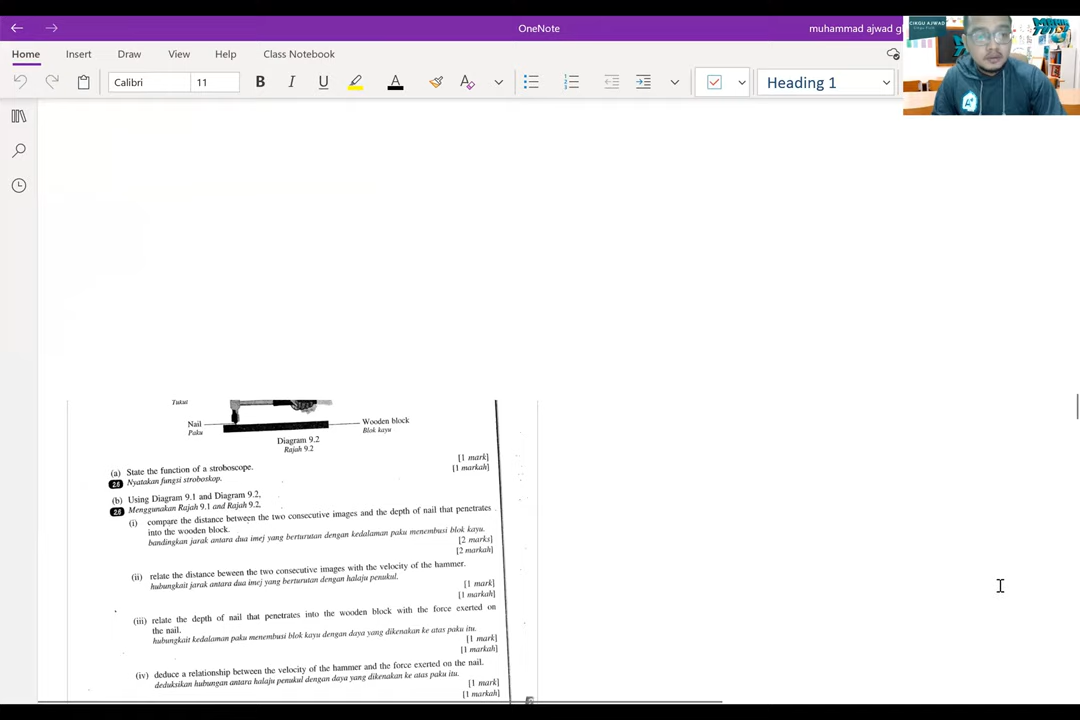 OneNote
muhammad ajwad gh
CIKGU AJWAD
Home Insert Draw View Help Class Notebook
Calibri 11 B I U A A Heading 1
Tukul
Nail
Paku
Wooden block
Blok kayu
Diagram 9.2
Rajah 9.2
[1 mark]
[1 markah]
(a) State the function of a stroboscope.
2.6 Nyatakan fungsi stroboskop.
(b) Using Diagram 9.1 and Diagram 9.2,
2.6 Menggunakan Rajah 9.1 and Rajah 9.2,
(i) compare the distance between the two consecutive images and the depth of nail that penetrates
into the wooden block.
bandingkan jarak antara dua imej yang berturutan dengan kedalaman paku menembusi blok kayu.
[2 marks]
[2 markah]
(ii) relate the distance beween the two consecutive images with the velocity of the hammer.
hubungkait jarak antara dua imej yang berturutan dengan halaju penukul.
[1 mark]
[1 markah]
(iii) relate the depth of nail that penetrates into the wooden block with the force exerted on
the nail.
hubungkait kedalaman paku menembusi blok kayu dengan daya yang dikenakan ke atas paku itu.
[1 mark]
[1 markah]
(iv) deduce a relationship between the velocity of the hammer and the force exerted on the nail.
deduksikan hubungan antara halaju penukul dengan daya yang dikenakan ke atas paku itu.
[1 mark]
[1 markah]